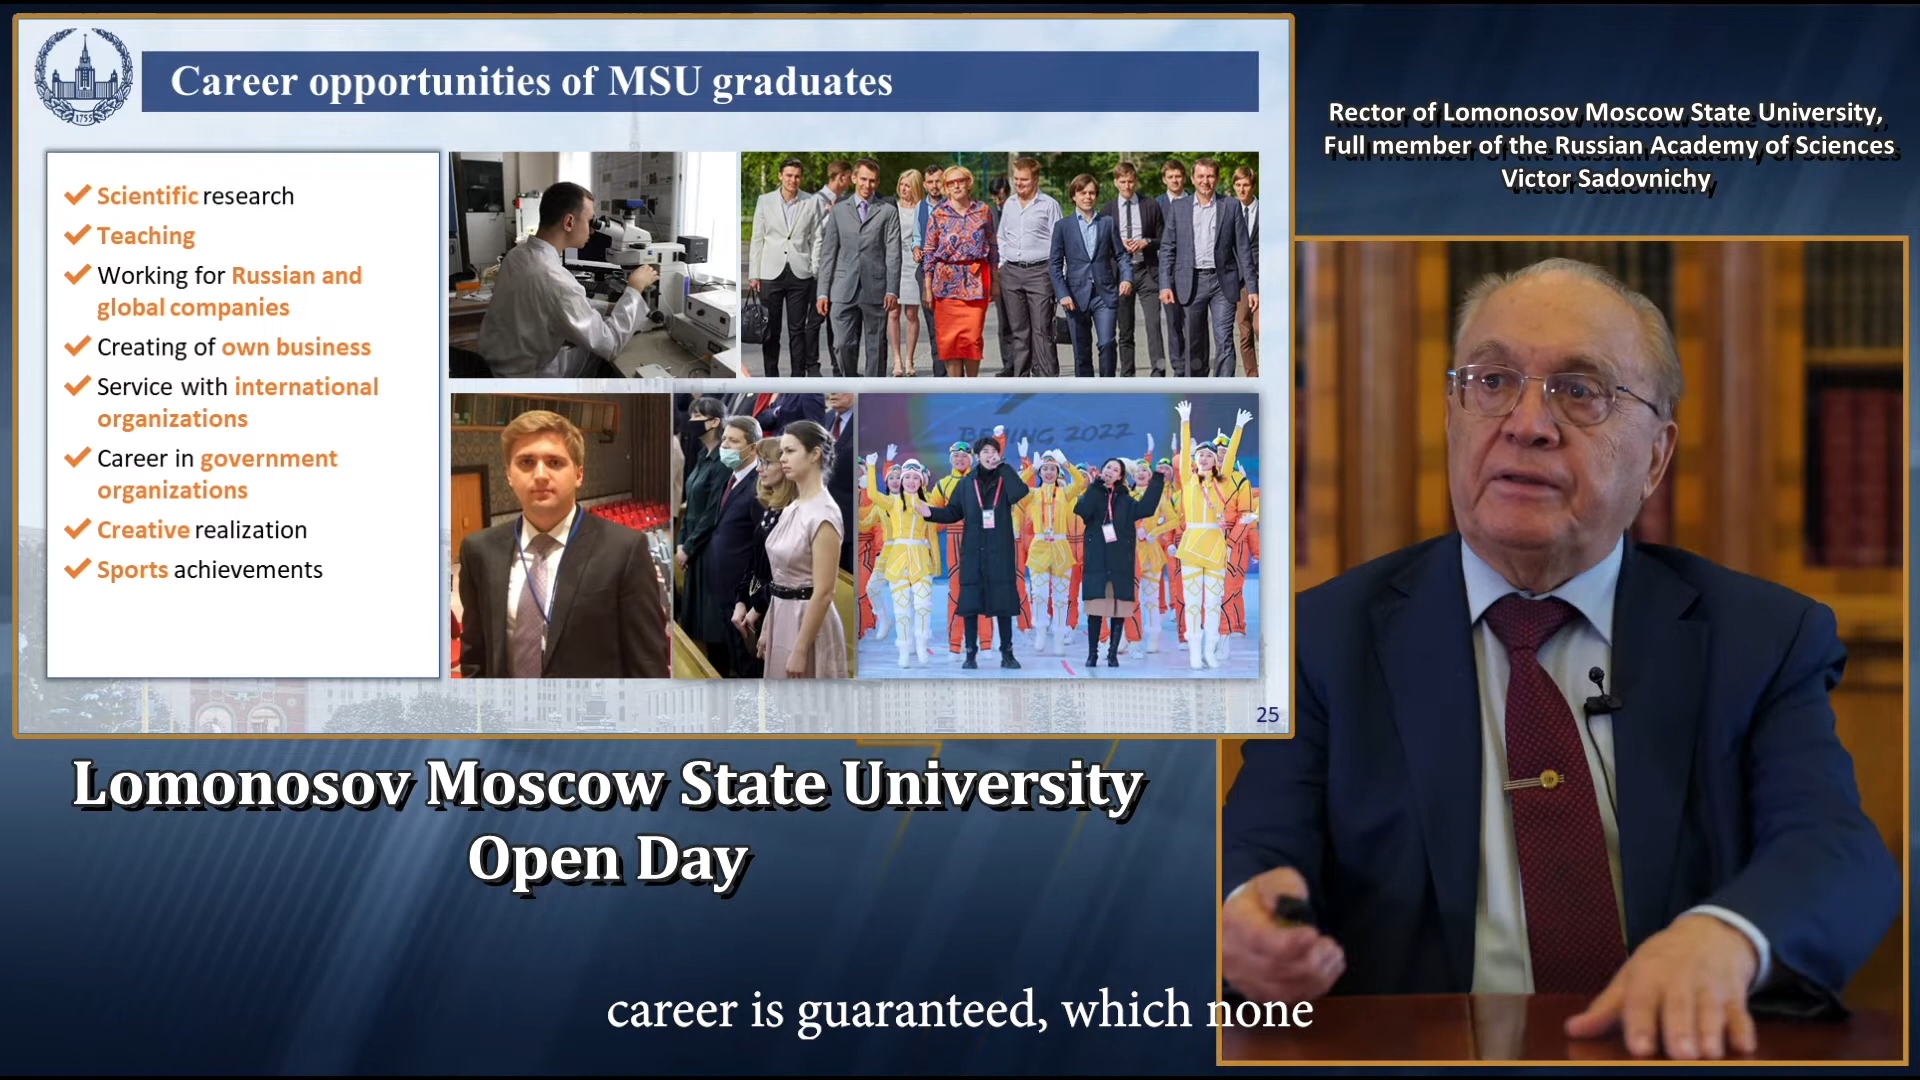 Career opportunities of MSU graduates
1755
Scientific research
Teaching
Working for Russian and
global companies
Creating of own business
Service with international
organizations
Career in government
organizations
Creative realization
Sports achievements
BEIJING 2022
25
Rector of Lomonosov Moscow State University,
Full member of the Russian Academy of Sciences
Victor Sadovnichy
Lomonosov Moscow State University
Open Day
career is guaranteed, which none